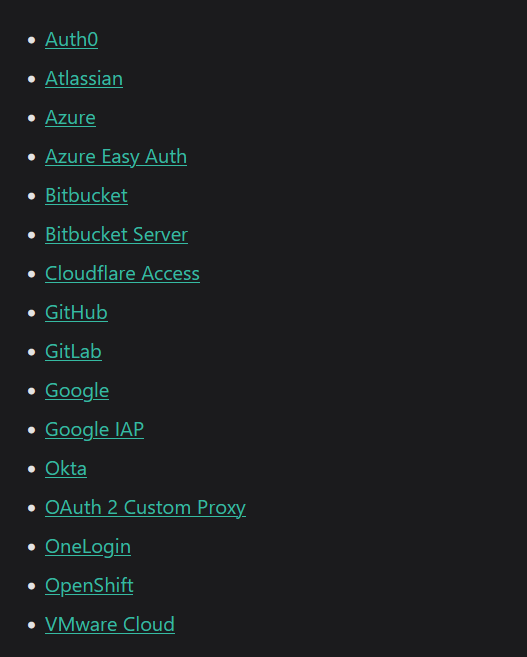 Auth0
Atlassian
Azure
Azure Easy Auth
Bitbucket
Bitbucket Server
Cloudflare Access
GitHub
GitLab
Google
Google IAP
Okta
OAuth 2 Custom Proxy
OneLogin
OpenShift
VMware Cloud